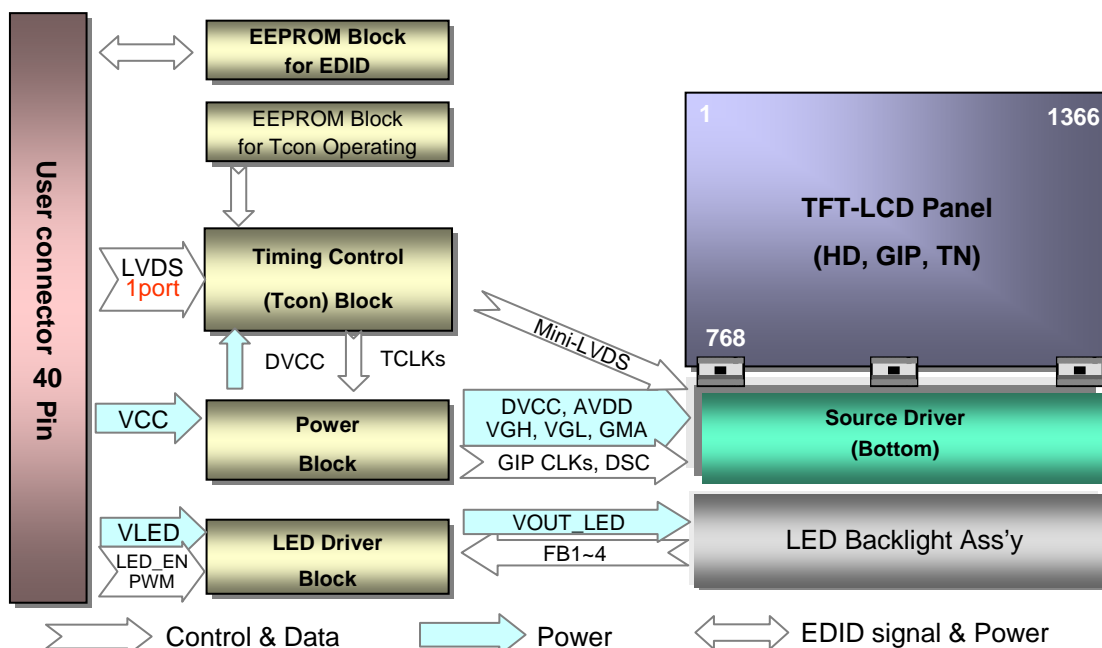 EEPROM Block
for EDID
EEPROM Block
for Tcon Operating
User connector 40
Pin
LVDS
1port
Timing Control
(Tcon) Block
DVCC
TCLKs
Mini-LVDS
1
1366
TFT-LCD Panel
(HD, GIP, TN)
768
VCC
Power
Block
DVCC, AVDD
VGH, VGL, GMA
GIP CLKs, DSC
Source Driver
(Bottom)
VLED
LED_EN
PWM
LED Driver
Block
VOUT_LED
FB1~4
LED Backlight Ass'y
Control & Data
Power
EDID signal & Power